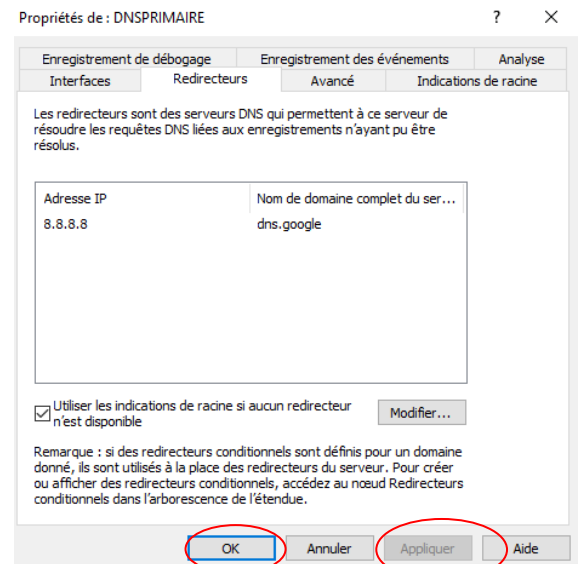 Propriétés de : DNSPRIMAIRE ? ×
Enregistrement de débogage Enregistrement des événements Analyse
Interfaces Redirecteurs Avancé Indications de racine
Les redirecteurs sont des serveurs DNS qui permettent à ce serveur de
résoudre les requêtes DNS liées aux enregistrements n’ayant pu être
résolus.
Adresse IP Nom de domaine complet du ser...
8.8.8.8 dns.google
Utiliser les indications de racine si aucun redirecteur
n’est disponible
Modifier...
Remarque : si des redirecteurs conditionnels sont définis pour un domaine
donné, ils sont utilisés à la place des redirecteurs du serveur. Pour créer
ou afficher des redirecteurs conditionnels, accédez au nœud Redirecteurs
conditionnels dans l’arborescence de l’étendue.
OK Annuler Appliquer Aide